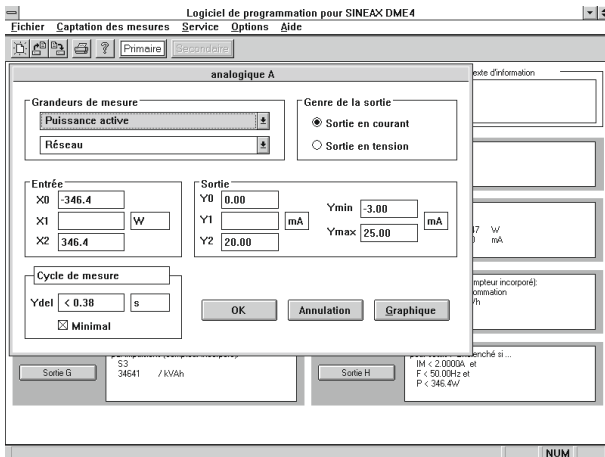 Logiciel de programmation pour SINEAX DME4
Fichier Captation des mesures Service Options Aide
Primaire Secondaire
analogique A
exte d'information
Grandeurs de mesure
Genre de la sortie
Puissance active
Réseau
Sortie en courant
Sortie en tension
Entrée
X0 -346.4
X1 W
X2 346.4
Sortie
Y0 0.00
Y1 mA
Y2 20.00
Ymin -3.00
Ymax 25.00
mA
W
mA
Cycle de mesure
Ydel < 0.38 s
Minimal
OK Annulation Graphique
mpteur incorporé):
ommation
/h
Sortie G
S3
34641 / kVAh
Sortie H
enché si ...
IM < 2.0000A et
F < 50.00Hz et
P < 346.4W
NUM